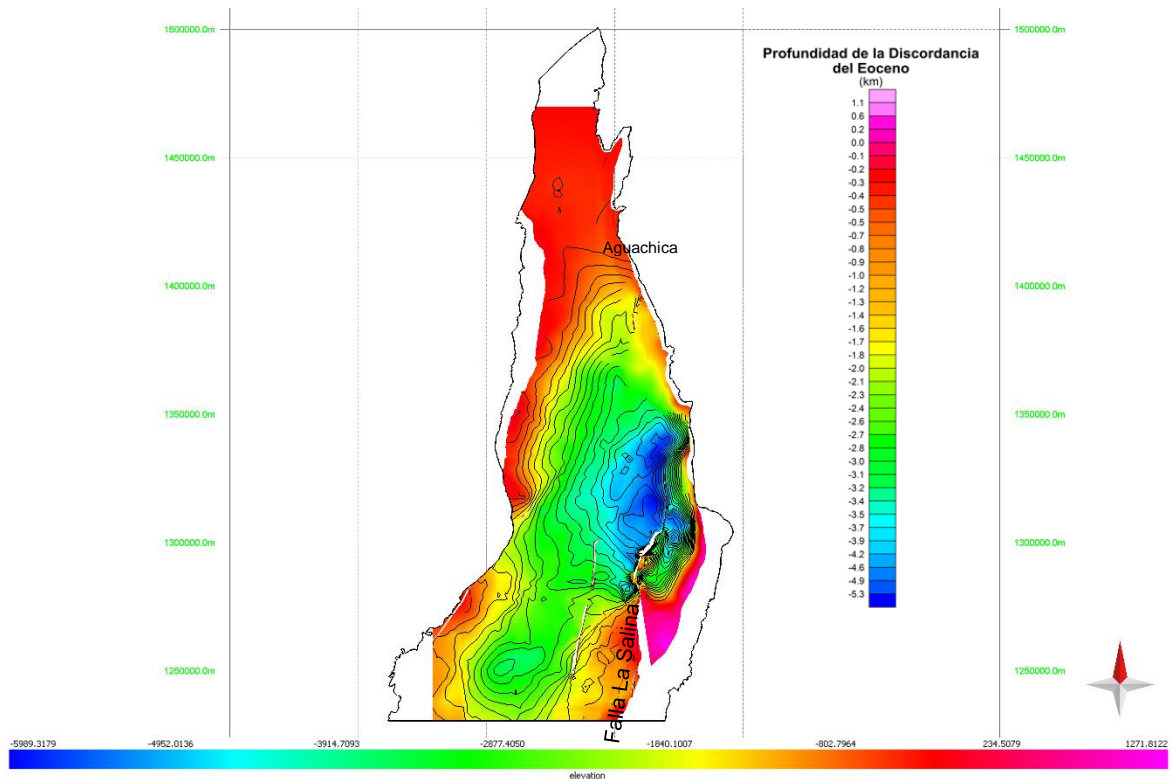 1500000.0m
1500000.0m
Profundidad de la Discordancia
del Eoceno
(km)
1.1
0.6
0.2
0.0
-0.1
-0.2
-0.3
-0.4
-0.5
-0.7
-0.8
-0.9
-1.0
-1.2
-1.3
-1.4
-1.7
-1.8
-2.0
-2.1
-2.3
-2.4
-2.6
-2.7
-2.8
-3.0
-3.1
-3.2
-3.4
-3.5
-3.7
-3.9
-4.2
-4.6
-4.9
-5.3
1450000.0m
1450000.0m
Aguachica
1400000.0m
1400000.0m
1350000.0m
1350000.0m
1300000.0m
1300000.0m
Falla La Salina
1250000.0m
1250000.0m
-5989.3179
-4952.0136
-3914.7093
-2877.4050
-1840.1007
-802.7964
234.5079
1271.8122
elevation